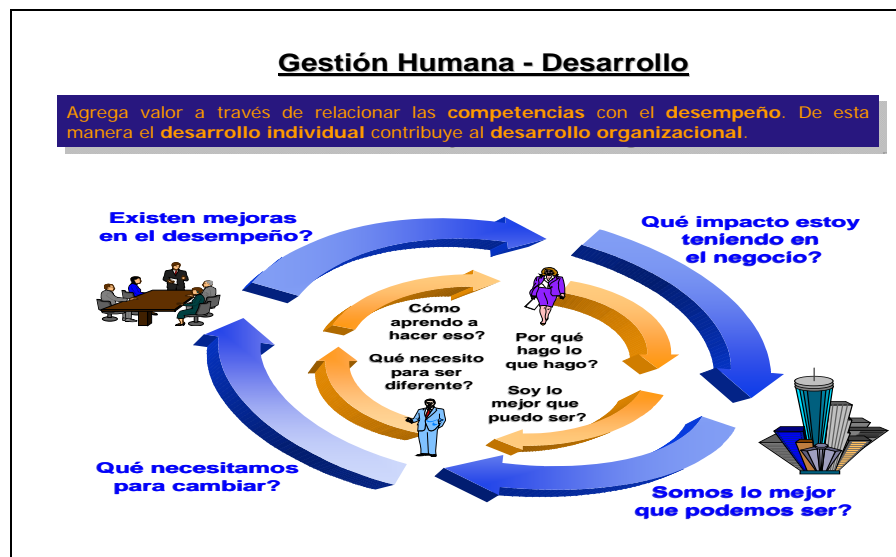 Gestión Humana - Desarrollo
Agrega valor a través de relacionar las competencias con el desempeño. De esta
manera el desarrollo individual contribuye al desarrollo organizacional.
Existen mejoras
en el desempeño?
Qué impacto estoy
teniendo en
el negocio?
Cómo
aprendo a
hacer eso?
Por qué
hago lo
que hago?
Qué necesito
para ser
diferente?
Soy lo
mejor que
puedo ser?
Qué necesitamos
para cambiar?
Somos lo mejor
que podemos ser?